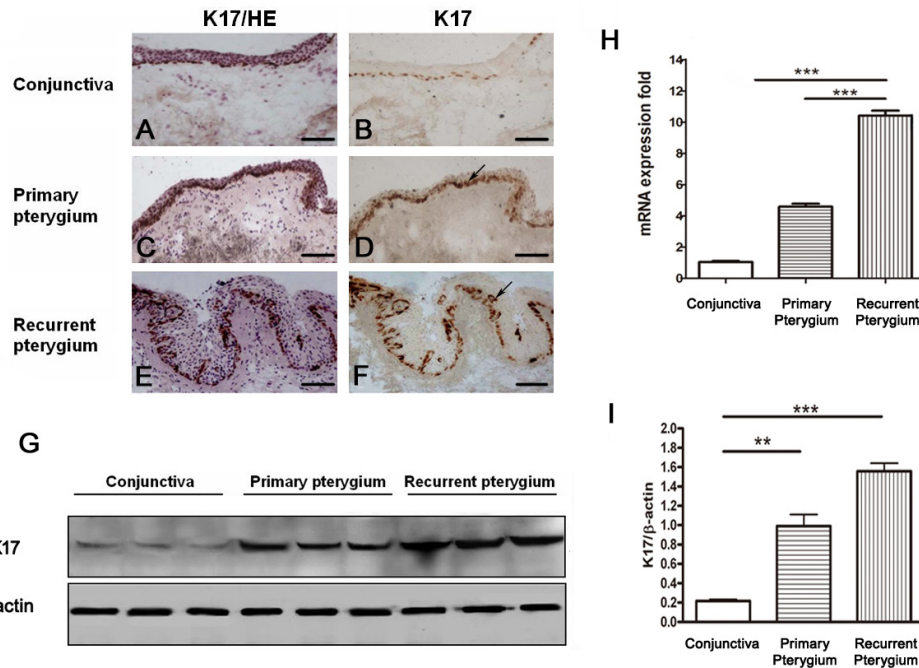 K17/HE K17
Conjunctiva
A B
Primary
pterygium
C D
Recurrent
pterygium
E F
G
Conjunctiva Primary pterygium Recurrent pterygium
K17
actin
H
mRNA expression fold
14
12
10
8
6
4
2
0
***
***
Conjunctiva Primary Pterygium Recurrent Pterygium
I
K17/β-actin
2.0
1.8
1.6
1.4
1.2
1.0
0.8
0.6
0.4
0.2
0.0
***
**
Conjunctiva Primary Pterygium Recurrent Pterygium